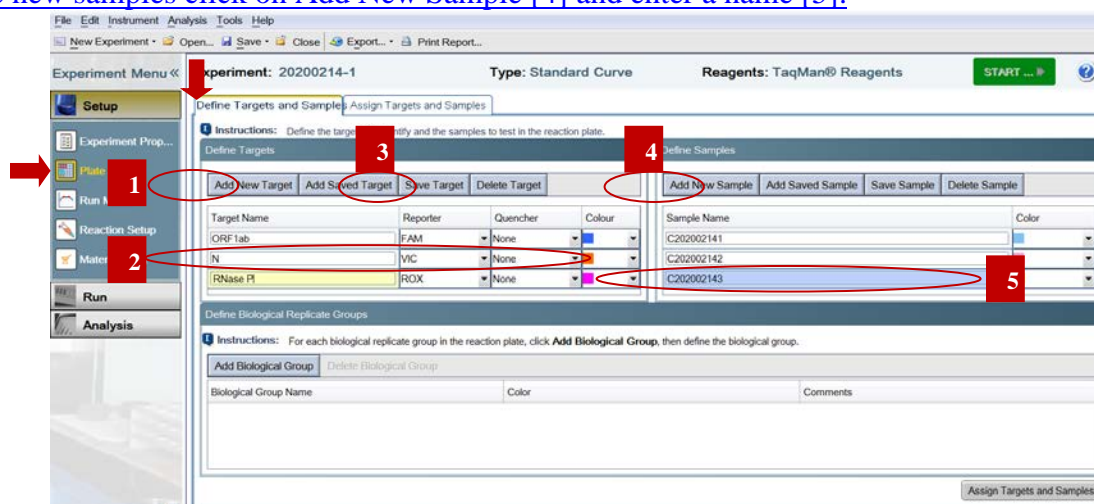 new samples click on Add New Sample [4] and enter a name [5].
File Edit Instrument Analysis Tools Help
New Experiment Open... Save Close Export... Print Report...
Experiment Menu «
Experiment: 20200214-1 Type: Standard Curve Reagents: TaqMan® Reagents START ...
Setup
Define Targets and Samples Assign Targets and Samples
Instructions: Define the targets to quantify and the samples to test in the reaction plate.
Experiment Prop...
Define Targets
3
4
Define Samples
Plate
1
Add New Target Add Saved Target Save Target Delete Target
Add New Sample Add Saved Sample Save Sample Delete Sample
Run M
Target Name Reporter Quencher Colour
Sample Name Color
Reaction Setup
ORF1ab FAM None
C202002141
Mater
2
N VIC None
C202002142
RNase P ROX None
C202002143
5
Run
Define Biological Replicate Groups
Analysis
Instructions: For each biological replicate group in the reaction plate, click Add Biological Group, then define the biological group.
Add Biological Group Delete Biological Group
Biological Group Name Color Comments
Assign Targets and Samples